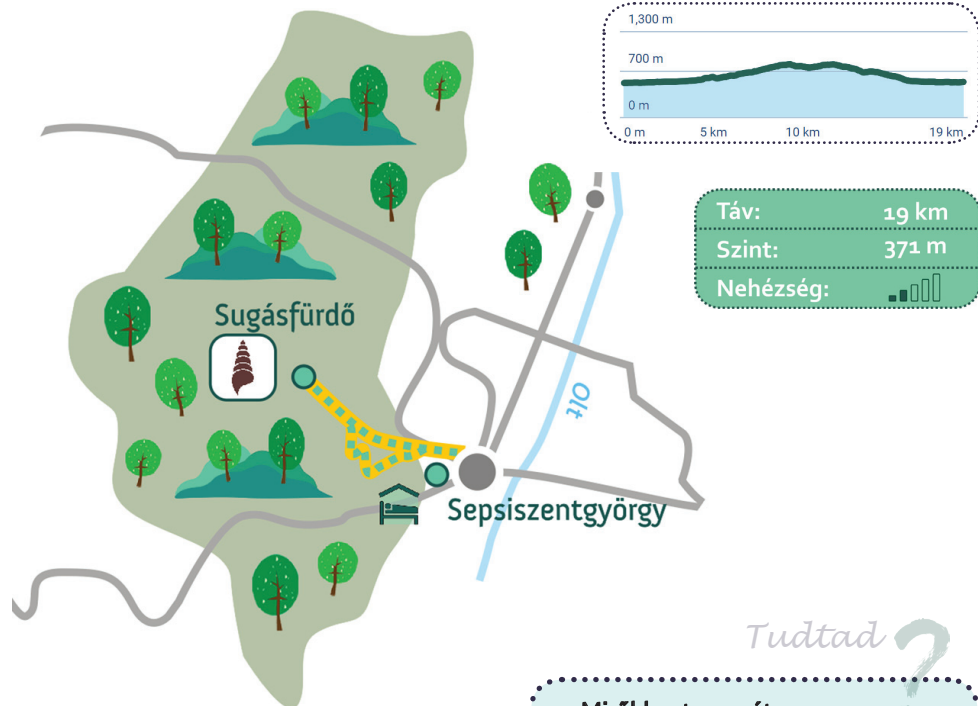 1,300 m
700 m
0 m
0 m 5 km 10 km 19 km
Táv: 19 km
Szint: 371 m
Nehézség:
Sugásfürdő
Olt
Sepsiszentgyörgy
Tudtad ?